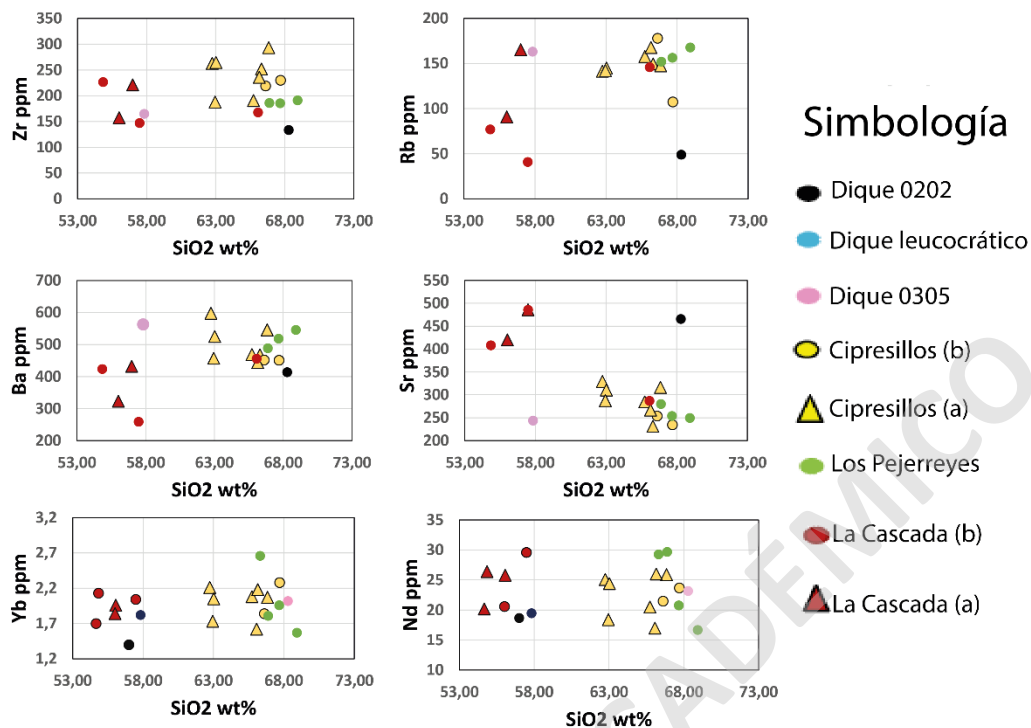 350
300
250
200
150
100
50
0
Zr ppm
53,00 58,00 63,00 68,00 73,00
SiO2 wt%
200
150
100
50
0
Rb ppm
53,00 58,00 63,00 68,00 73,00
SiO2 wt%
700
600
500
400
300
200
Ba ppm
53,00 58,00 63,00 68,00 73,00
SiO2 wt%
500
450
400
350
300
250
200
Sr ppm
53,00 58,00 63,00 68,00 73,00
SiO2 wt%
3,2
2,7
2,2
1,7
1,2
Yb ppm
53,00 58,00 63,00 68,00 73,00
SiO2 wt%
35
30
25
20
15
10
Nd ppm
53,00 58,00 63,00 68,00 73,00
SiO2 wt%
Simbología
Dique 0202
Dique leucocrático
Dique 0305
Cipresillos (b)
Cipresillos (a)
Los Pejerreyes
La Cascada (b)
La Cascada (a)
CADÉMICO